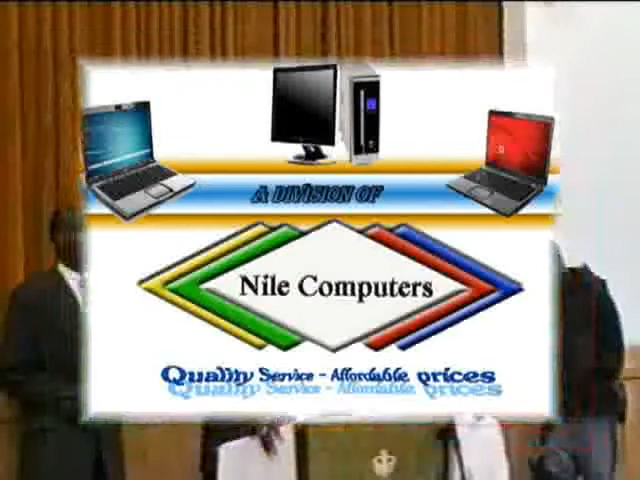 A DIVISION OF
Nile Computers
Quality Service - Affordable prices